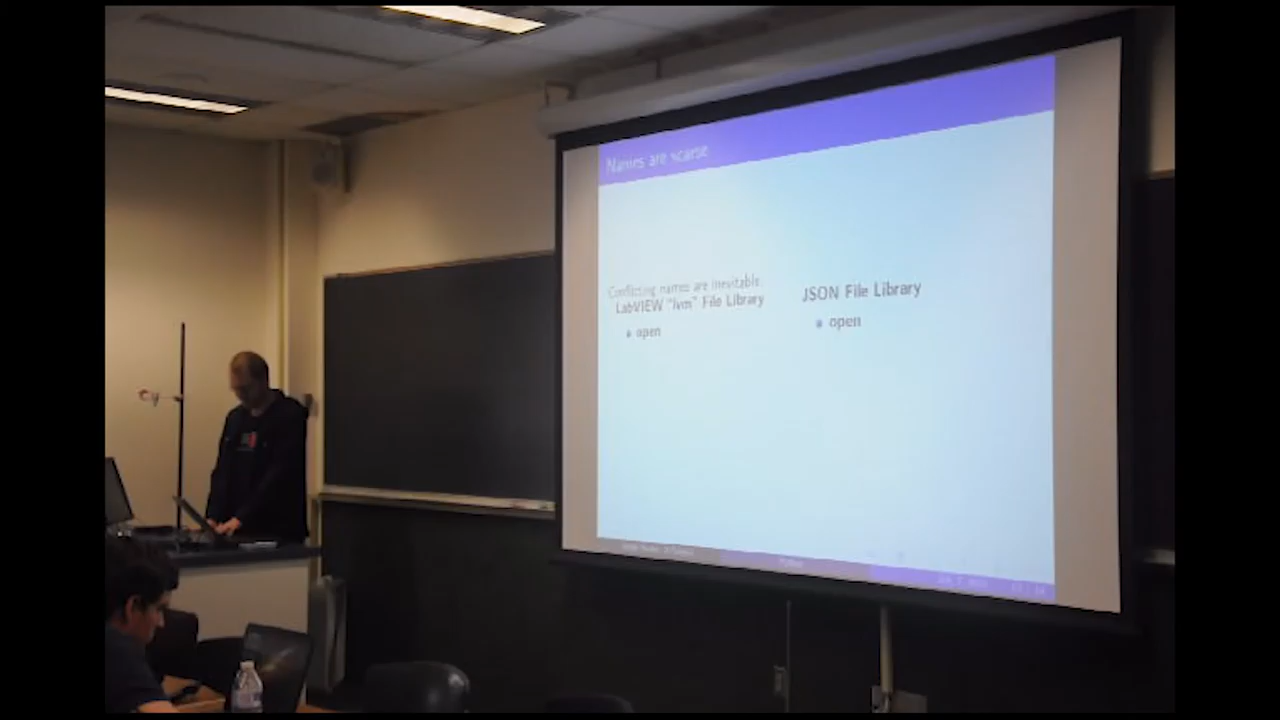 Names are scarce
Conflicting names are inevitable.
LabVIEW "lvm" File Library
• open
JSON File Library
• open